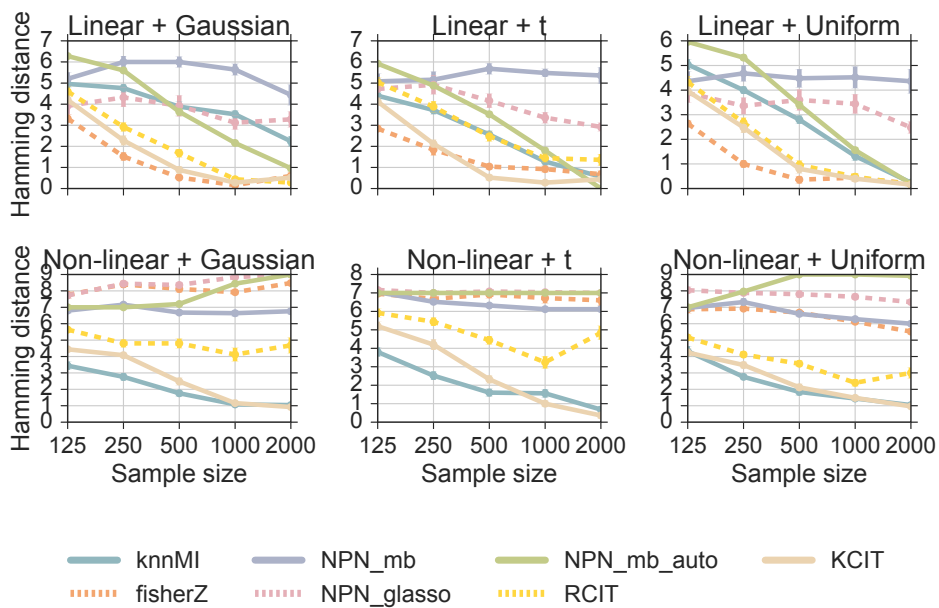 Linear + Gaussian
Linear + t
Linear + Uniform
Hamming distance
7
6
5
4
3
2
1
0
7
6
5
4
3
2
1
0
6
5
4
3
2
1
0
Non-linear + Gaussian
Non-linear + t
Non-linear + Uniform
Hamming distance
9
8
7
6
5
4
3
2
1
0
8
7
6
5
4
3
2
1
0
9
8
7
6
5
4
3
2
1
0
125 250 500 1000 2000
125 250 500 1000 2000
125 250 500 1000 2000
Sample size
Sample size
Sample size
knnMI
NPN_mb
NPN_mb_auto
KCIT
fisherZ
NPN_glasso
RCIT